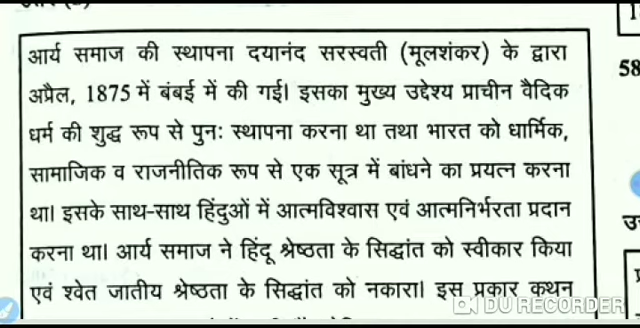 आर्य समाज की स्थापना दयानंद सरस्वती (मूलशंकर) के द्वारा
अप्रैल, 1875 में बंबई में की गई। इसका मुख्य उद्देश्य प्राचीन वैदिक
धर्म की शुद्ध रूप से पुनः स्थापना करना था तथा भारत को धार्मिक,
सामाजिक व राजनीतिक रूप से एक सूत्र में बांधने का प्रयत्न करना
था। इसके साथ-साथ हिंदुओं में आत्मविश्वास एवं आत्मनिर्भरता प्रदान
करना था। आर्य समाज ने हिंदू श्रेष्ठता के सिद्धांत को स्वीकार किया
एवं श्वेत जातीय श्रेष्ठता के सिद्धांत को नकारा। इस प्रकार कथन
58
DU RECORDER